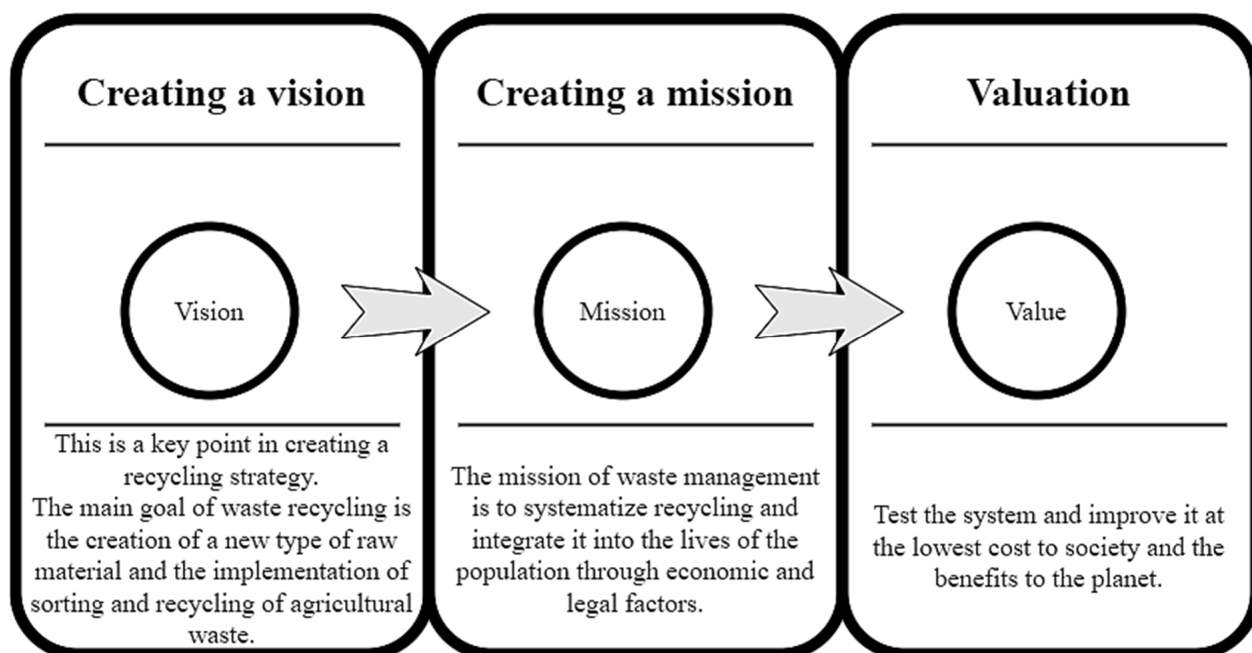 Creating a vision
Vision
This is a key point in creating a
recycling strategy.
The main goal of waste recycling is
the creation of a new type of raw
material and the implementation of
sorting and recycling of agricultural
waste.
Creating a mission
Mission
The mission of waste management
is to systematize recycling and
integrate it into the lives of the
population through economic and
legal factors.
Valuation
Value
Test the system and improve it at
the lowest cost to society and the
benefits to the planet.